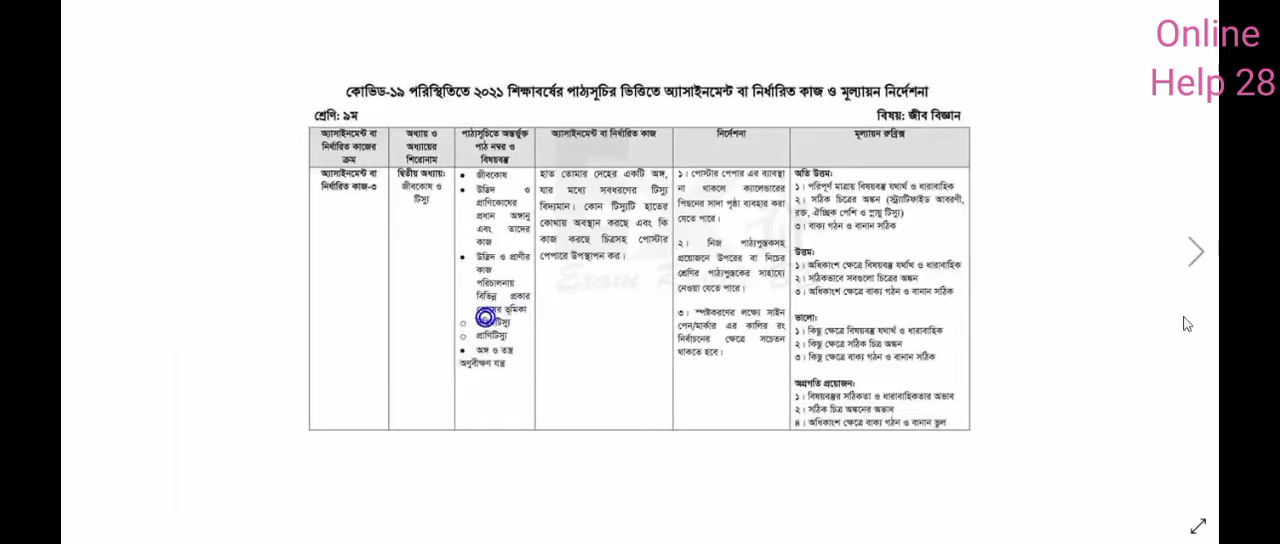 Online
Help 28
কোভিড-১৯ পরিস্থিতিতে ২০২১ শিক্ষাবর্ষের পাঠ্যসূচির ভিত্তিতে অ্যাসাইনমেন্ট বা নির্ধারিত কাজ ও মূল্যায়ন নির্দেশনা
শ্রেণি: ৯ম
বিষয়: জীব বিজ্ঞান
অ্যাসাইনমেন্ট বা
নির্ধারিত কাজের
ক্রম
অধ্যায় ও
অধ্যায়ের
শিরোনাম
পাঠ্যসূচিতে অন্তর্ভুক্ত
পাঠ নম্বর ও
বিষয়বস্তু
অ্যাসাইনমেন্ট বা নির্ধারিত কাজ
নির্দেশনা
মূল্যায়ন রুব্রিক্স
অ্যাসাইনমেন্ট বা
নির্ধারিত কাজ-৩
দ্বিতীয় অধ্যায়:
জীবকোষ ও
টিস্যু
• জীবকোষ
• উদ্ভিদ ও
প্রাণিকোষের
প্রধান অঙ্গানু
এবং তাদের
কাজ
• উদ্ভিদ ও প্রাণীর
কাজ
পরিচালনায়
বিভিন্ন প্রকার
ভূমিকা
○ প্রাণিটিস্যু
• অঙ্গ ও তন্ত্র
অণুবীক্ষণ যন্ত্র
হাত তোমার দেহের একটি অঙ্গ,
যার মধ্যে সবধরণের টিস্যু
বিদ্যমান। কোন টিস্যুটি হাতের
কোথায় অবস্থান করছে এবং কি
কাজ করছে চিত্রসহ পোস্টার
পেপারে উপস্থাপন কর।
১। পোস্টার পেপার এর ব্যাবস্থা
না থাকলে ক্যালেন্ডারের
পিছনের সাদা পৃষ্ঠা ব্যবহার করা
যেতে পারে।
২। নিজ পাঠ্যপুস্তকসহ
প্রয়োজনে উপরের বা নিচের
শ্রেণির পাঠ্যপুস্তকের সাহায্যে
নেওয়া যেতে পারে।
৩। স্পষ্টকরণের লক্ষ্যে সাইন
পেন/মার্কার এর কালির রং
নির্বাচনের ক্ষেত্রে সচেতন
থাকতে হবে।
অতি উত্তম:
১। পরিপূর্ণ মাত্রায় বিষয়বস্তু যথার্থ ও ধারাবাহিক
২। সঠিক চিত্রের অঙ্কন (স্ট্র্যাটিফাইড আবরণী,
রক্ত, ঐচ্ছিক পেশি ও স্নায়ু টিস্যু)
৩। বাক্য গঠন ও বানান সঠিক
উত্তম:
১। অধিকাংশ ক্ষেত্রে বিষয়বস্তু যর্থাথ ও ধারাবাহিক
২। সঠিকভাবে সবগুলো চিত্রের অঙ্কন
৩। অধিকাংশ ক্ষেত্রে বাক্য গঠন ও বানান সঠিক
ভালো:
১। কিছু ক্ষেত্রে বিষয়বস্তু যথার্থ ও ধারাবাহিক
২। কিছু ক্ষেত্রে সঠিক চিত্র অঙ্কন
৩। কিছু ক্ষেত্রে বাক্য গঠন ও বানান সঠিক
অগ্রগতি প্রয়োজন:
১। বিষয়বস্তুর সঠিকতা ও ধারাবাহিকতার অভাব
২। সঠিক চিত্র অঙ্কনের অভাব
৪। অধিকাংশ ক্ষেত্রে বাক্য গঠন ও বানান ভুল